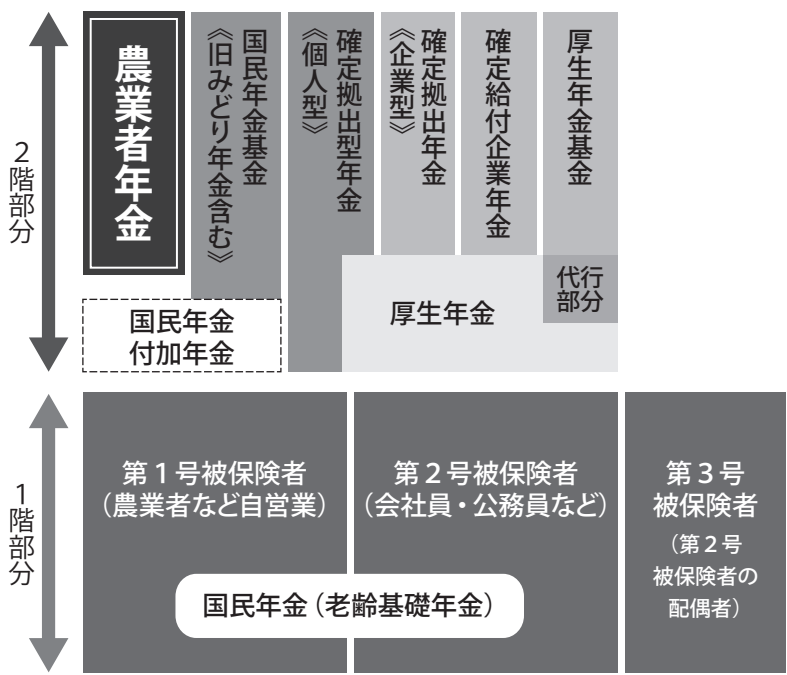 2階部分
農業者年金
国民年金基金
《旧みどり年金含む》
確定拠出型年金
《個人型》
確定拠出年金
《企業型》
確定給付企業年金
厚生年金基金
代行
部分
国民年金
付加年金
厚生年金
1階部分
第1号被保険者
（農業者など自営業）
第2号被保険者
（会社員・公務員など）
第3号
被保険者
（第2号
被保険者の
配偶者）
国民年金（老齢基礎年金）